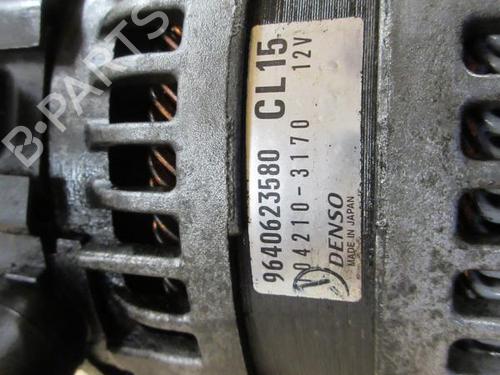 9640623580 CL15
104210-3170 12V
DENSO
MADE IN JAPAN
B-PARTS